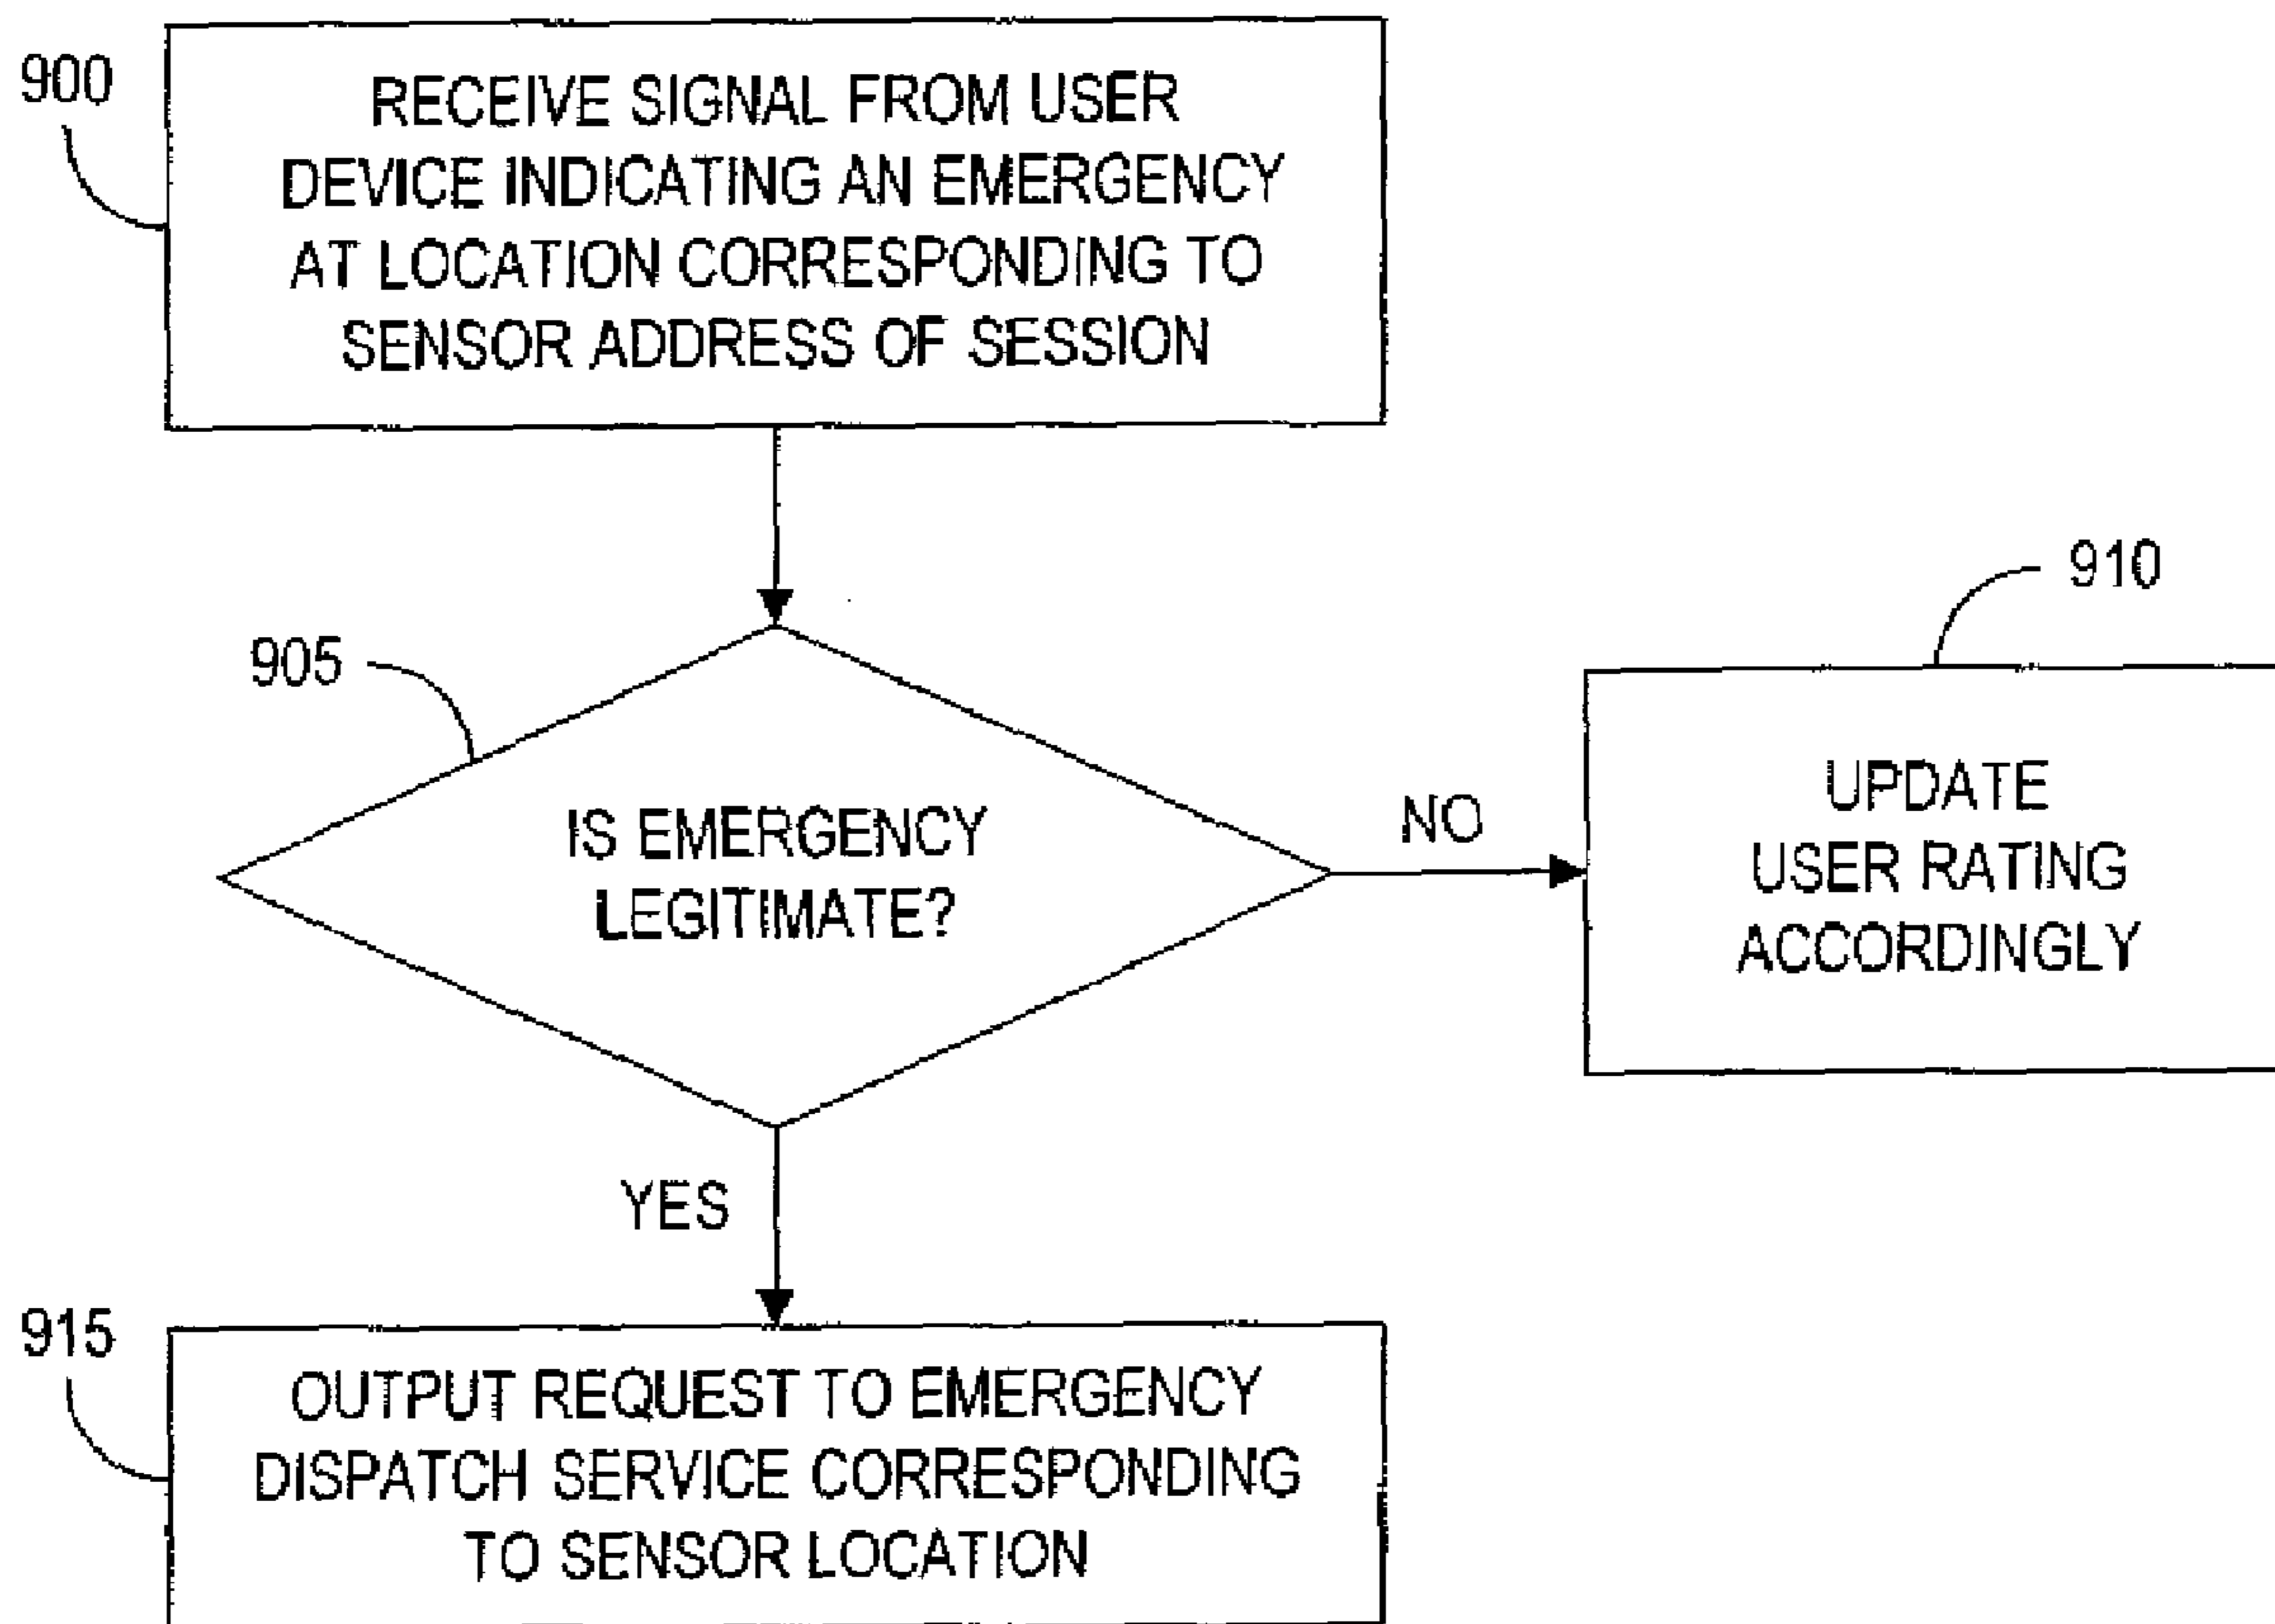 900
RECEIVE SIGNAL FROM USER
DEVICE INDICATING AN EMERGENCY
AT LOCATION CORRESPONDING TO
SENSOR ADDRESS OF SESSION
905
IS EMERGENCY
LEGITIMATE?
NO
910
UPDATE
USER RATING
ACCORDINGLY
YES
915
OUTPUT REQUEST TO EMERGENCY
DISPATCH SERVICE CORRESPONDING
TO SENSOR LOCATION